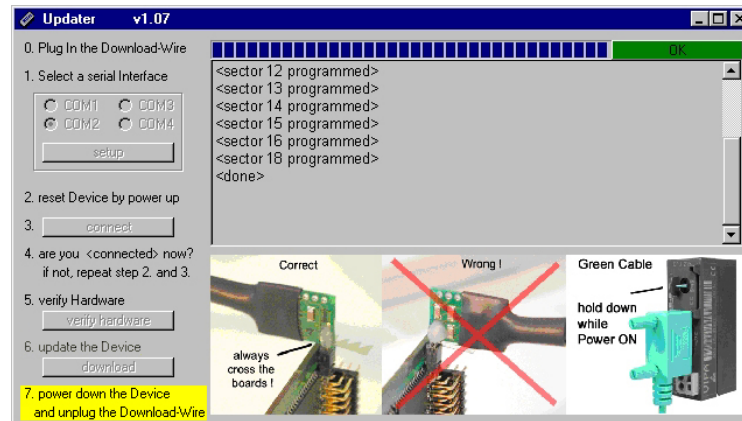 Updater v1.07
0. Plug In the Download-Wire
OK
1. Select a serial Interface
COM1 COM3
COM2 COM4
setup
2. reset Device by power up
3. connect
4. are you <connected> now?
if not, repeat step 2. and 3.
5. verify Hardware
verify hardware
6. update the Device
download
7. power down the Device
and unplug the Download-Wire
<sector 12 programmed>
<sector 13 programmed>
<sector 14 programmed>
<sector 15 programmed>
<sector 16 programmed>
<sector 18 programmed>
<done>
Correct
always
cross the
boards !
Wrong !
Green Cable
hold down
while
Power ON